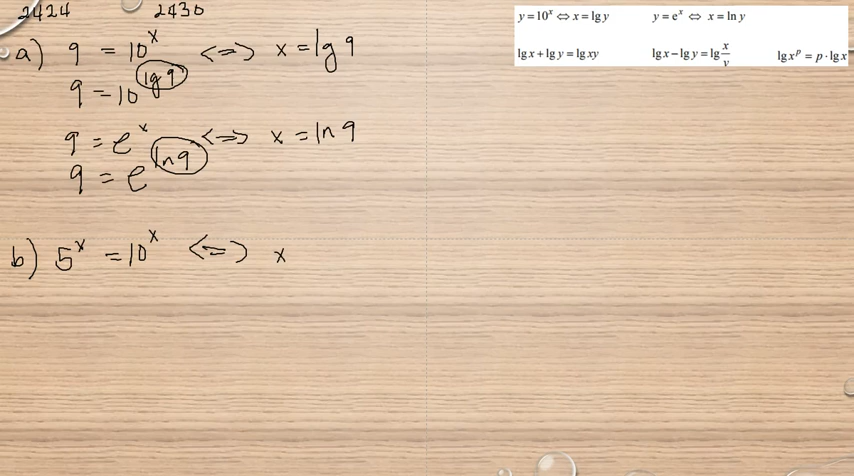 2424 2430
a) 9 = 10^x <=> x = lg 9
9 = 10^lg 9
9 = e^x <=> x = ln 9
9 = e^ln 9
b) 5^x = 10^x <=> x
y = 10^x ⇔ x = lg y y = e^x ⇔ x = ln y
lg x + lg y = lg xy lg x − lg y = lg x/y lg x^p = p · lg x